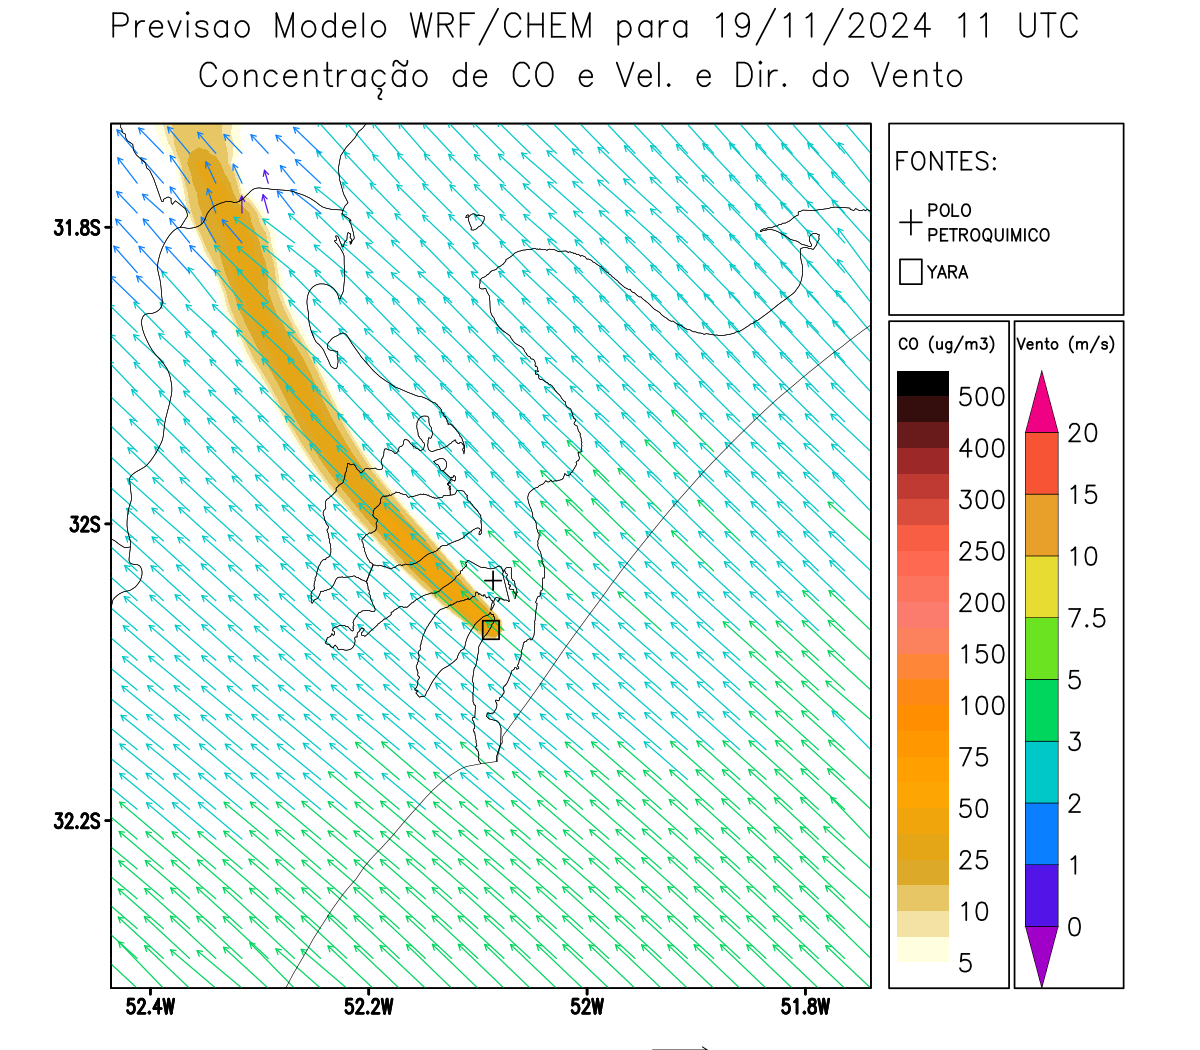 Previsao Modelo WRF/CHEM para 19/11/2024 11 UTC
Concentração de CO e Vel. e Dir. do Vento
FONTES:
POLO
PETROQUIMICO
YARA
CO (ug/m3)
500
400
300
250
200
150
100
75
50
25
10
5
Vento (m/s)
20
15
10
7.5
5
3
2
1
0
31.8S
32S
32.2S
52.4W
52.2W
52W
51.8W